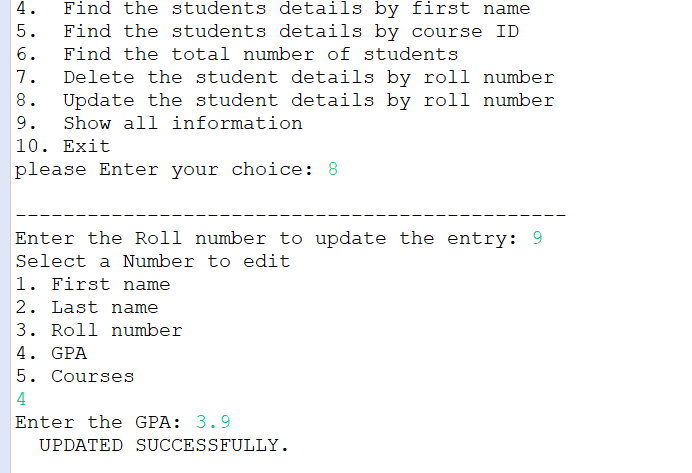 4.  Find the students details by first name
5.  Find the students details by course ID
6.  Find the total number of students
7.  Delete the student details by roll number
8.  Update the student details by roll number
9.  Show all information
10. Exit
please Enter your choice: 8
----------------------------------------------
Enter the Roll number to update the entry: 9
Select a Number to edit
1. First name
2. Last name
3. Roll number
4. GPA
5. Courses
4
Enter the GPA: 3.9
  UPDATED SUCCESSFULLY.